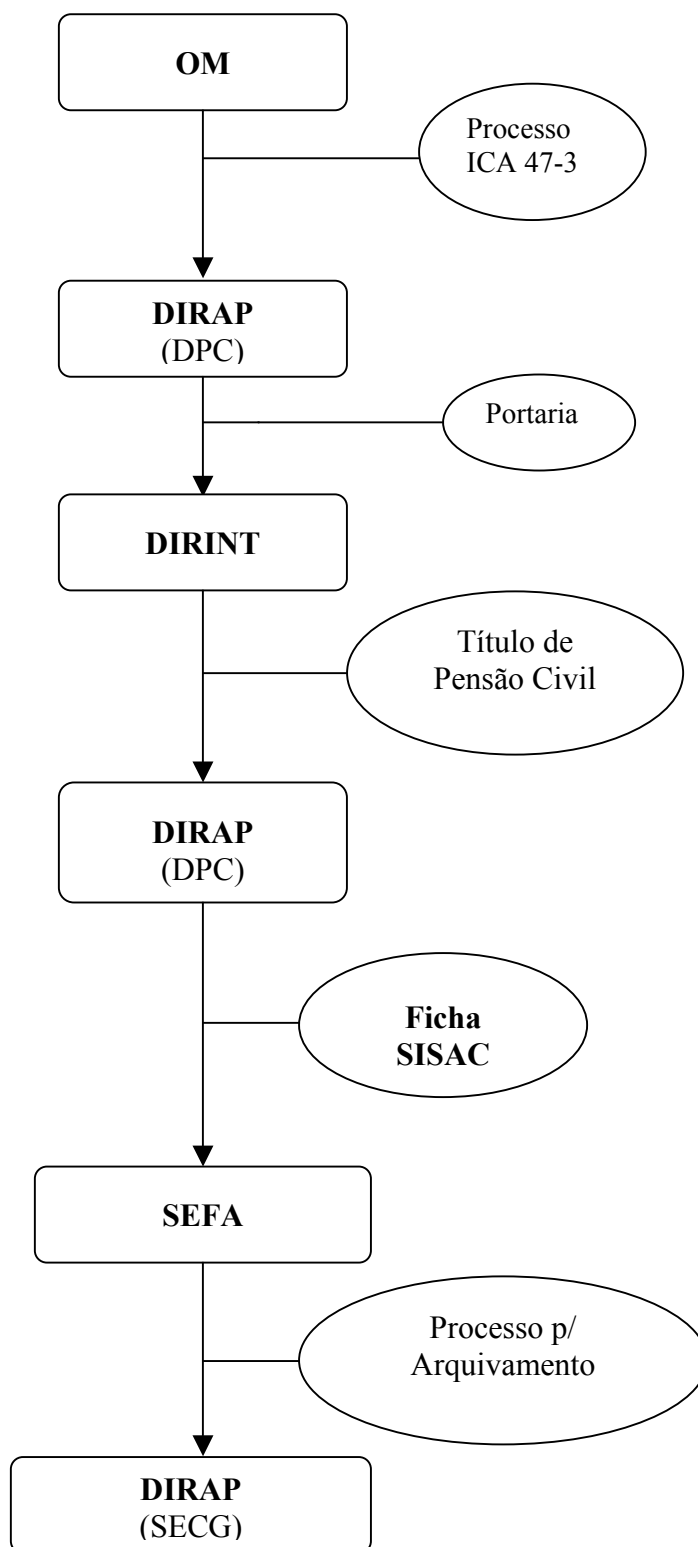 OM
Processo
ICA 47-3
DIRAP
(DPC)
Portaria
DIRINT
Título de
Pensão Civil
DIRAP
(DPC)
Ficha
SISAC
SEFA
Processo p/
Arquivamento
DIRAP
(SECG)